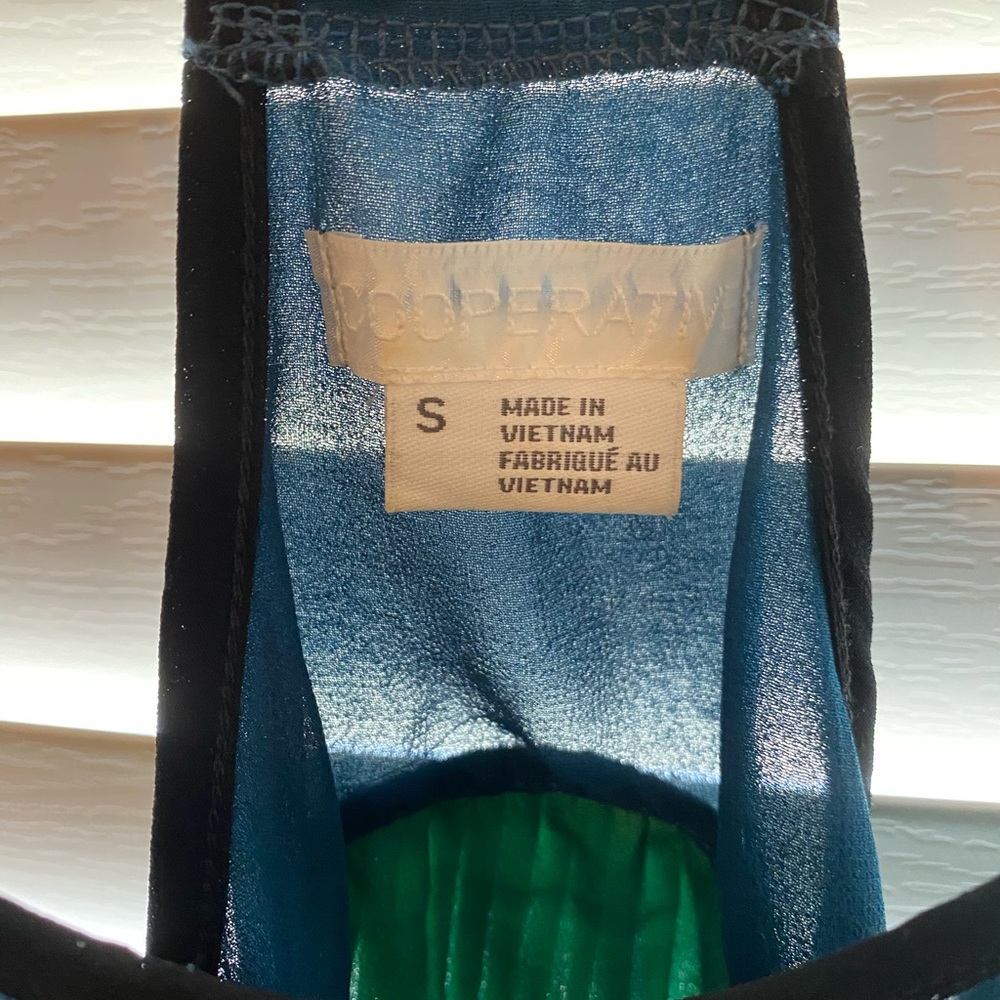 COOPERATIVE
S
MADE IN
VIETNAM
FABRIQUÉ AU
VIETNAM